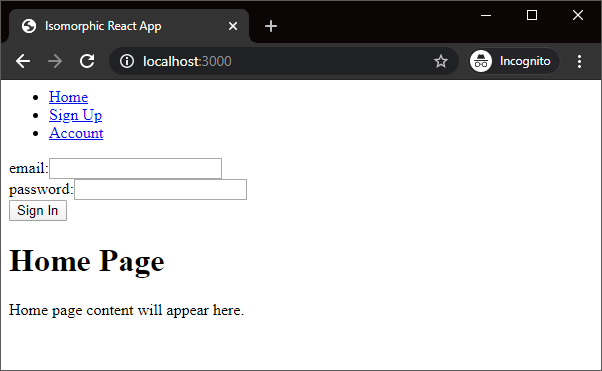 Isomorphic React App
localhost:3000
Incognito
Home
Sign Up
Account
email:
password:
Sign In
Home Page
Home page content will appear here.